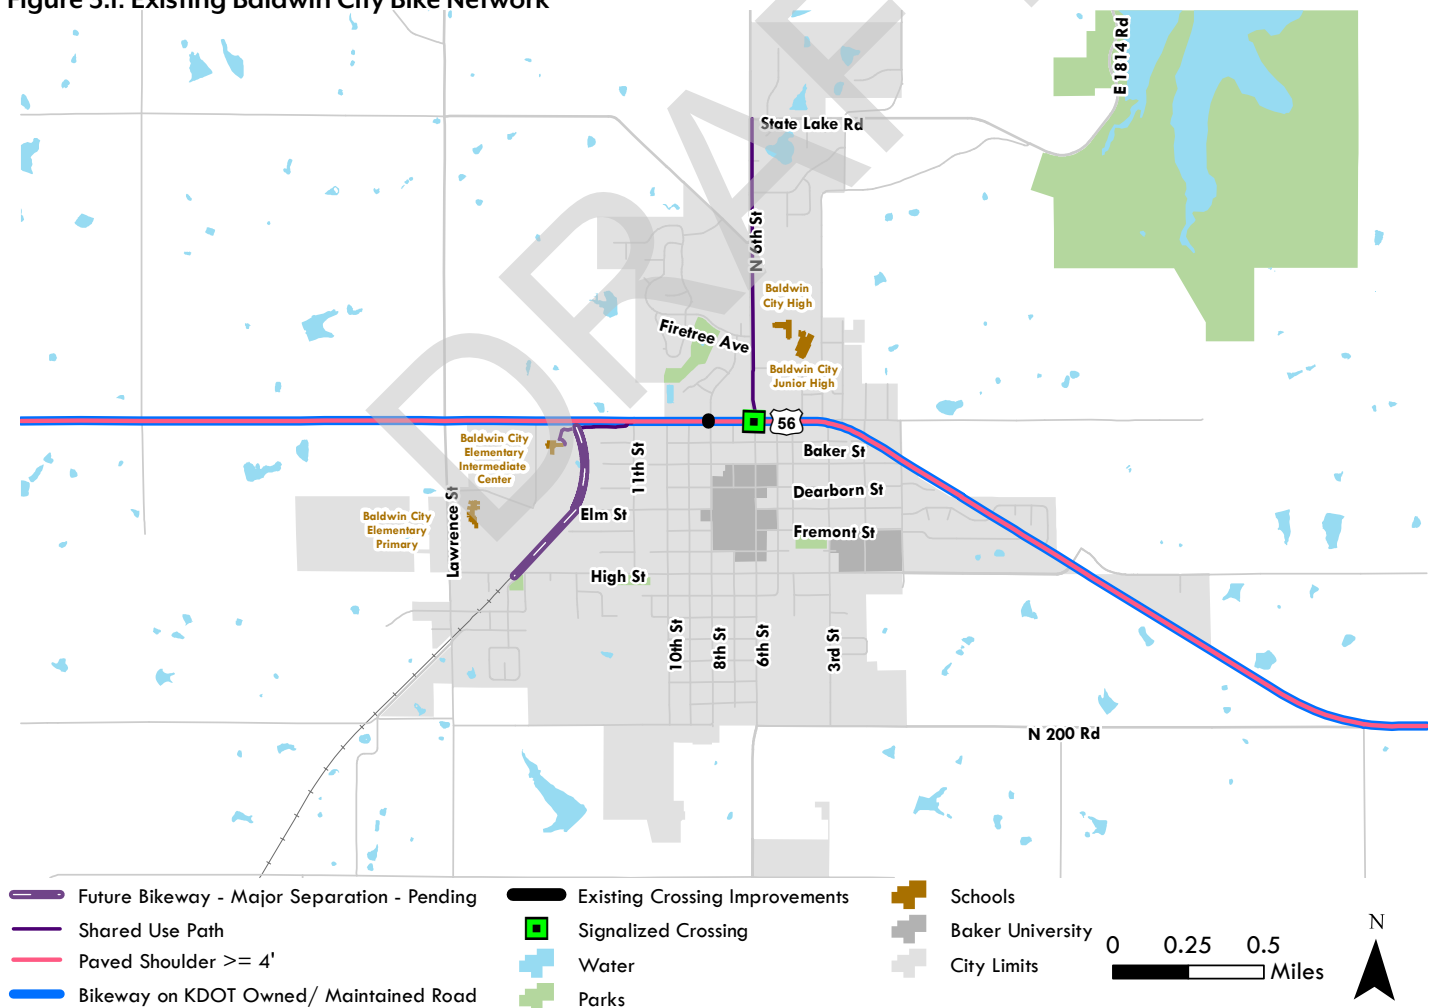 Figure 3.1: Existing Baldwin City Bike Network
DRAFT
E 1814 Rd
State Lake Rd
N 6th St
Baldwin
City High
Firetree Ave
Baldwin City
Junior High
56
Baldwin City
Elementary
Intermediate
Center
11th St
Baker St
Dearborn St
Lawrence St
Baldwin City
Elementary
Primary
Elm St
Fremont St
High St
10th St
8th St
6th St
3rd St
N 200 Rd
Future Bikeway - Major Separation - Pending
Shared Use Path
Paved Shoulder >= 4'
Bikeway on KDOT Owned/ Maintained Road
Existing Crossing Improvements
Signalized Crossing
Water
Parks
Schools
Baker University
City Limits
0 0.25 0.5
Miles
N